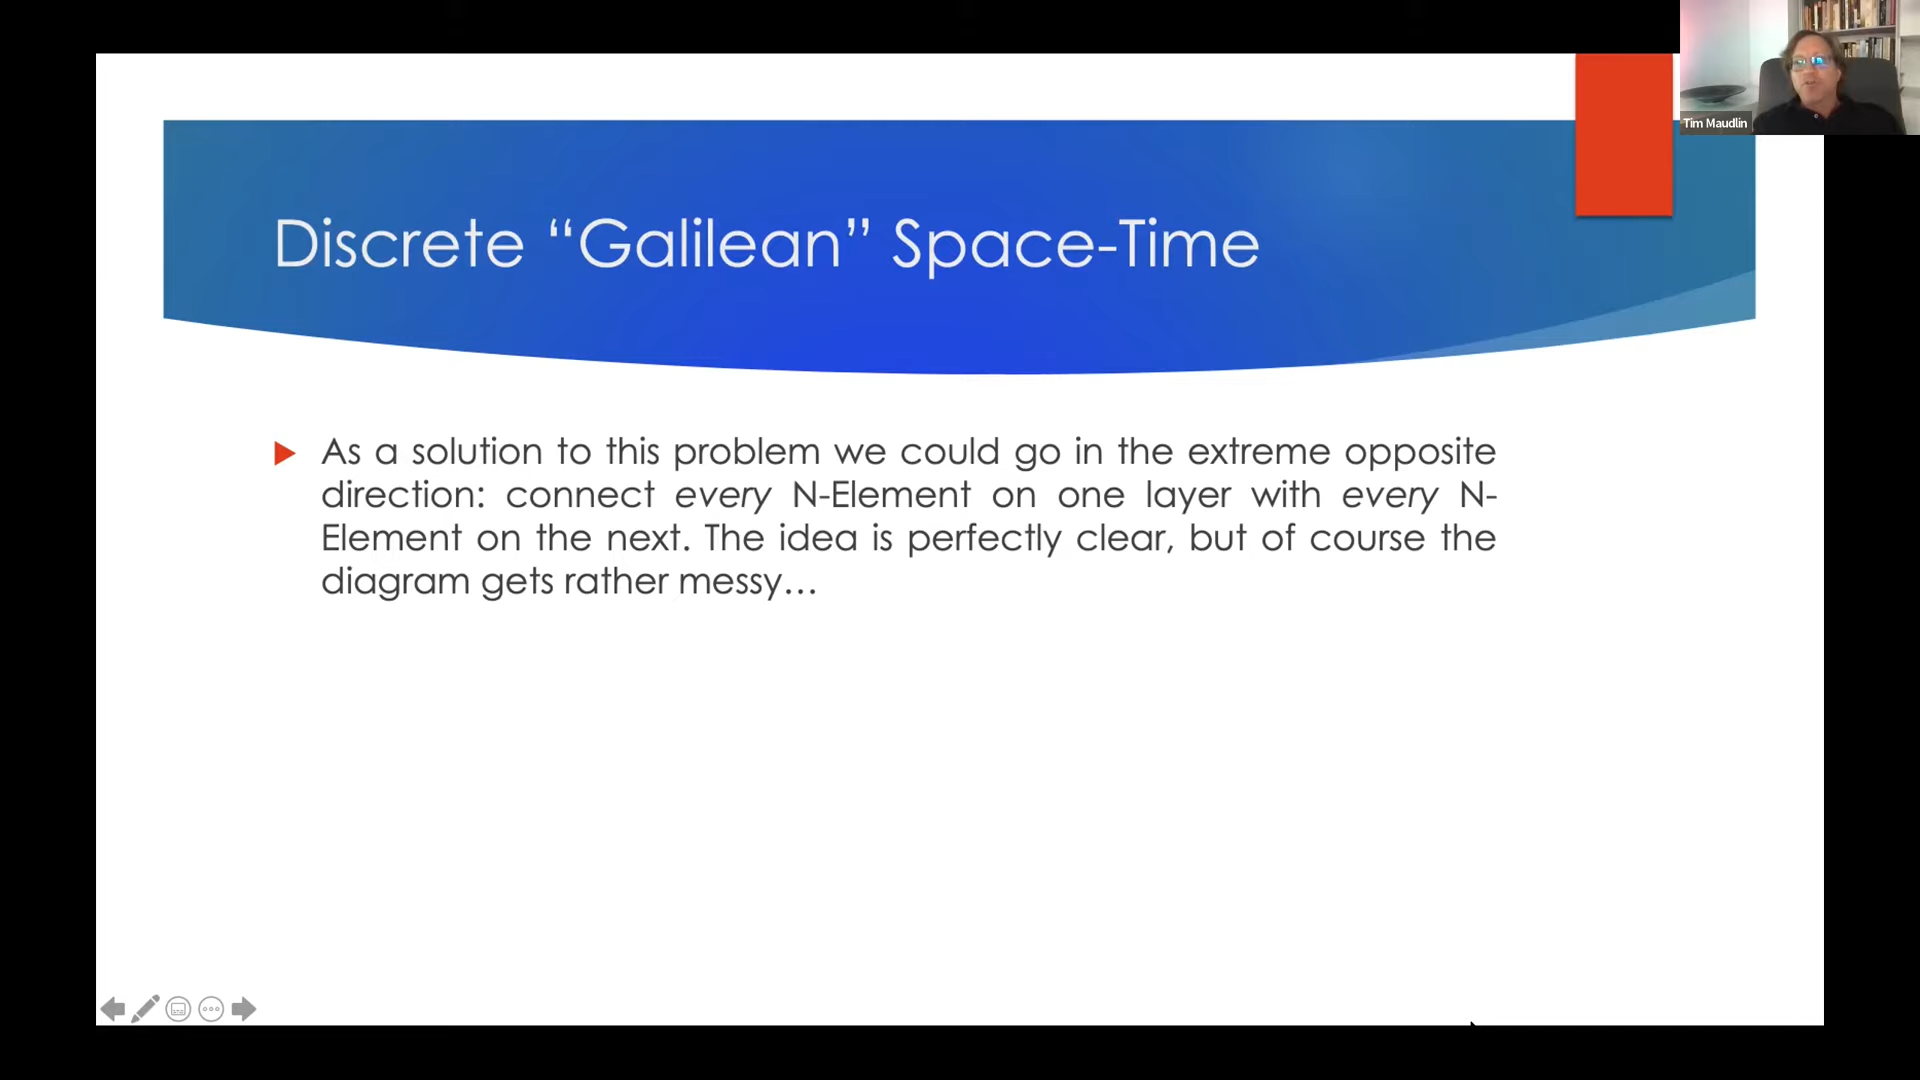 Tim Maudlin
Discrete “Galilean” Space-Time
As a solution to this problem we could go in the extreme opposite
direction: connect every N-Element on one layer with every N-
Element on the next. The idea is perfectly clear, but of course the
diagram gets rather messy…